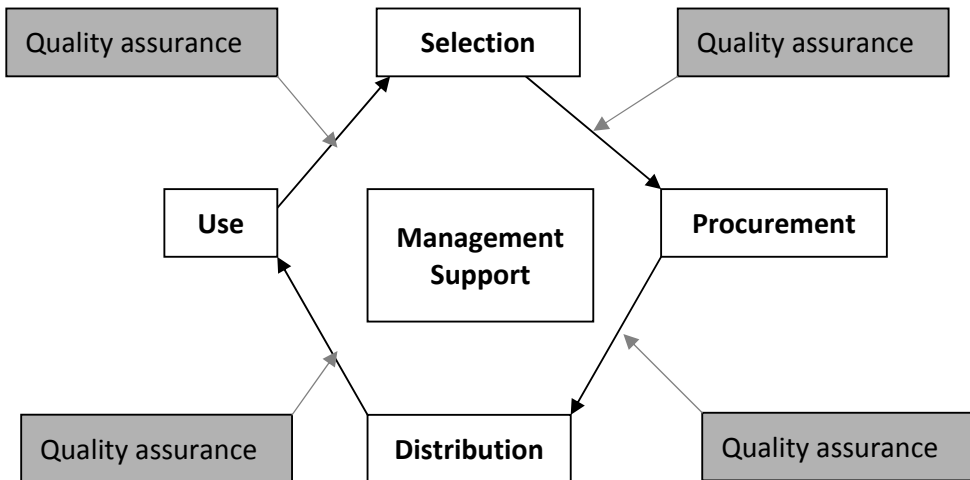 Quality assurance
Selection
Quality assurance
Use
Management
Support
Procurement
Quality assurance
Distribution
Quality assurance